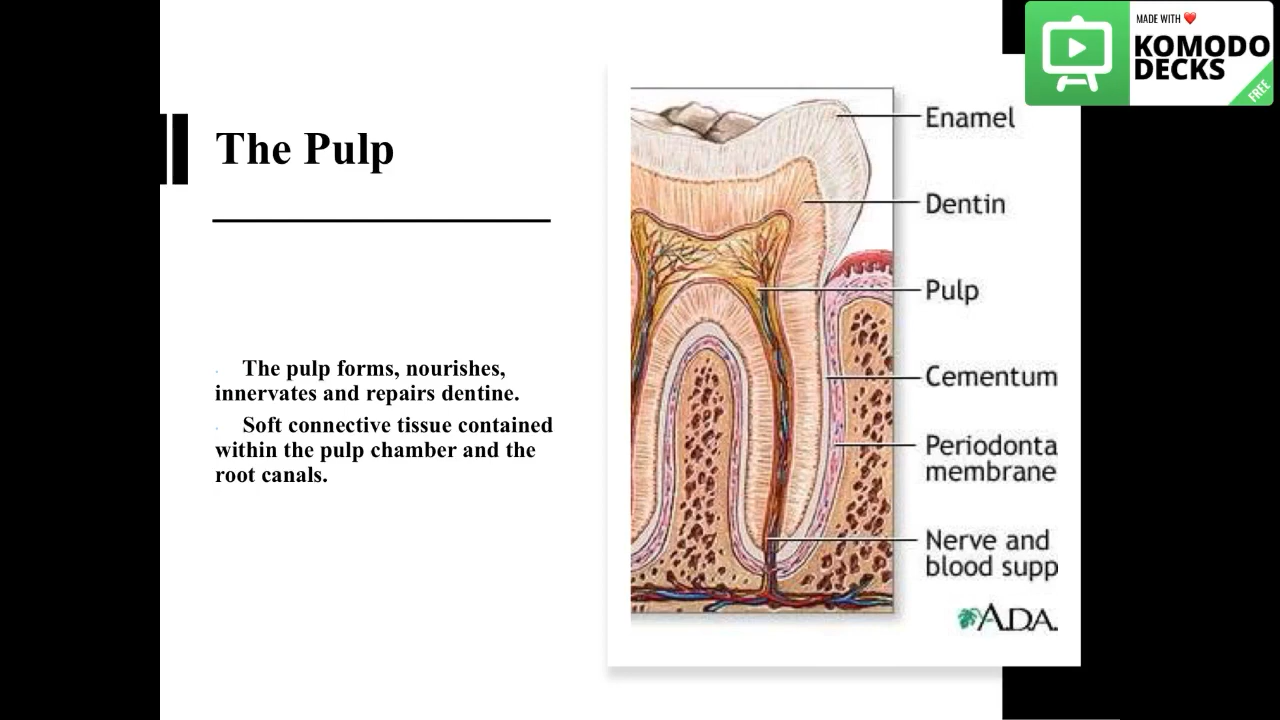 MADE WITH ❤️
KOMODO
DECKS
FREE
The Pulp
The pulp forms, nourishes,
innervates and repairs dentine.
Soft connective tissue contained
within the pulp chamber and the
root canals.
Enamel
Dentin
Pulp
Cementum
Periodonta
membrane
Nerve and
blood supp
A.D.A.